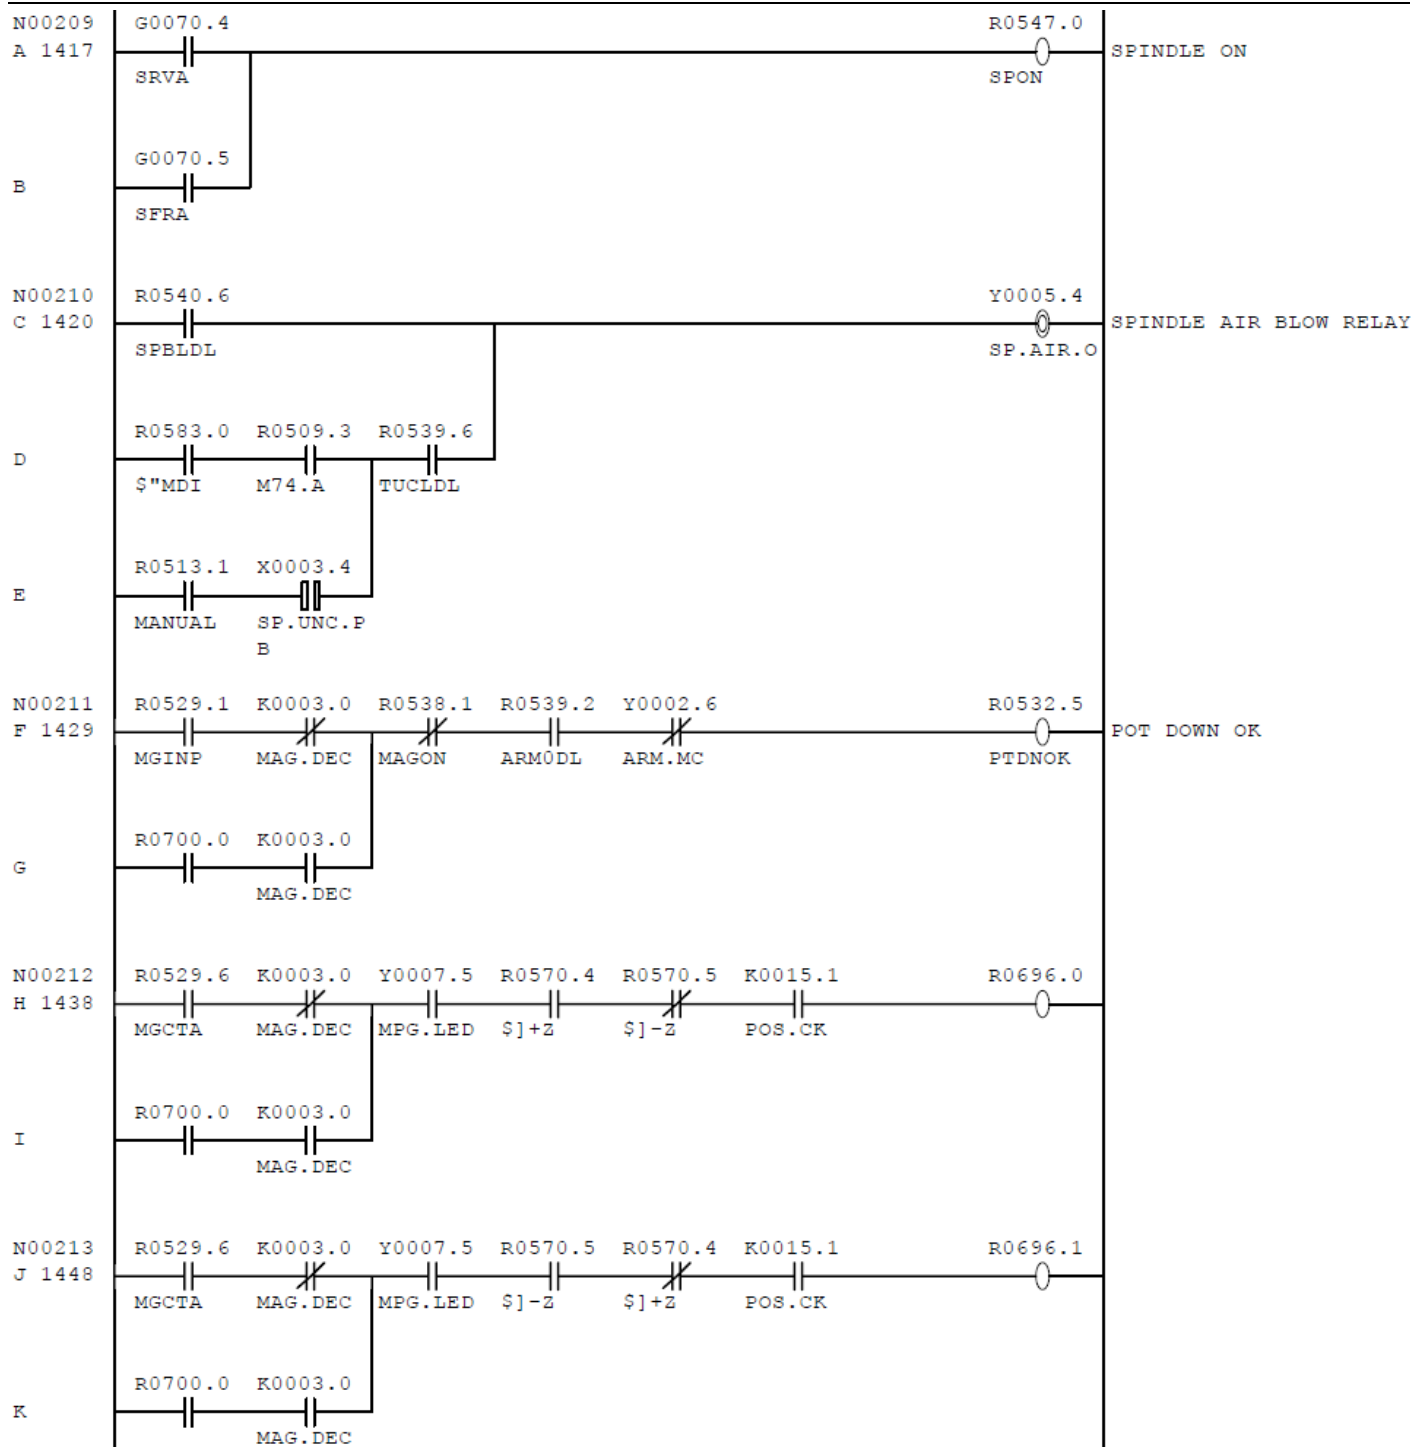 N00209 G0070.4 R0547.0
A 1417 SPINDLE ON
SRVA SPON
G0070.5
B
SFRA
N00210 R0540.6 Y0005.4
C 1420 SPINDLE AIR BLOW RELAY
SPBLDL SP.AIR.O
R0583.0 R0509.3 R0539.6
D
$"MDI M74.A TUCLDL
R0513.1 X0003.4
E
MANUAL SP.UNC.P
B
N00211 R0529.1 K0003.0 R0538.1 R0539.2 Y0002.6 R0532.5
F 1429 POT DOWN OK
MGINP MAG.DEC MAGON ARM0DL ARM.MC PTDNOK
R0700.0 K0003.0
G
MAG.DEC
N00212 R0529.6 K0003.0 Y0007.5 R0570.4 R0570.5 K0015.1 R0696.0
H 1438
MGCTA MAG.DEC MPG.LED $]+Z $]-Z POS.CK
R0700.0 K0003.0
I
MAG.DEC
N00213 R0529.6 K0003.0 Y0007.5 R0570.5 R0570.4 K0015.1 R0696.1
J 1448
MGCTA MAG.DEC MPG.LED $]-Z $]+Z POS.CK
R0700.0 K0003.0
K
MAG.DEC